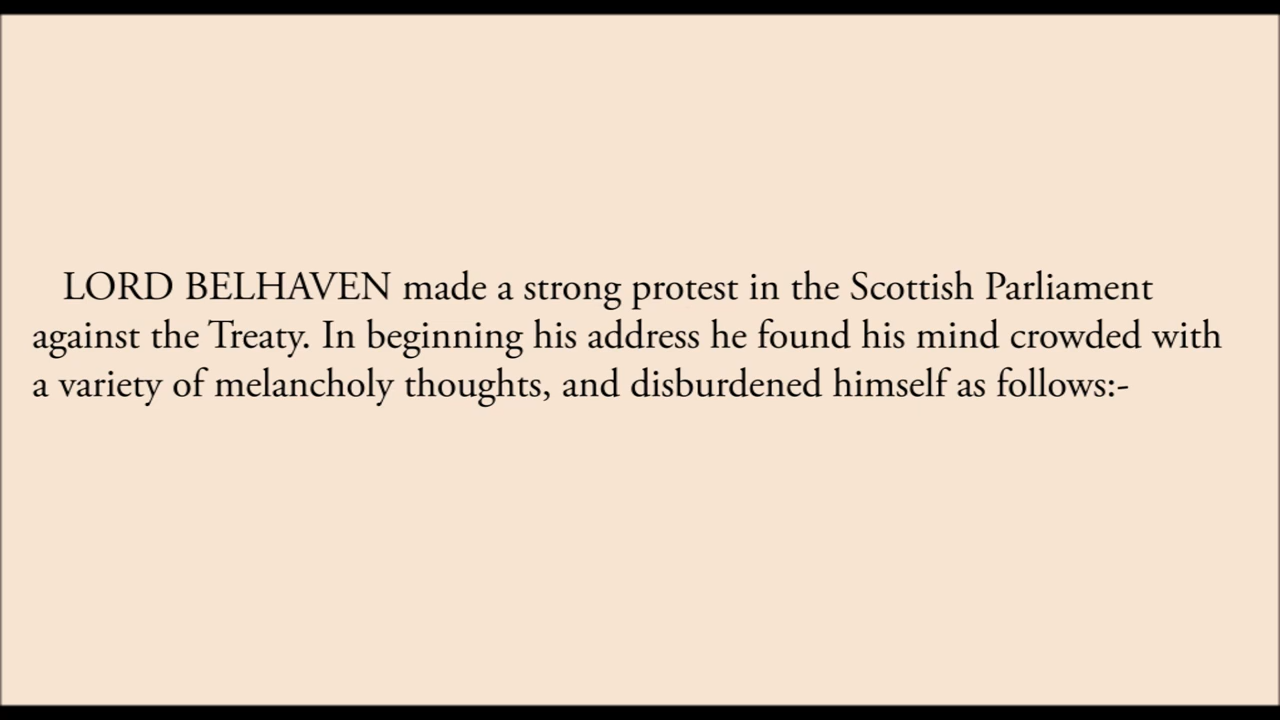 LORD BELHAVEN made a strong protest in the Scottish Parliament
against the Treaty. In beginning his address he found his mind crowded with
a variety of melancholy thoughts, and disburdened himself as follows:-